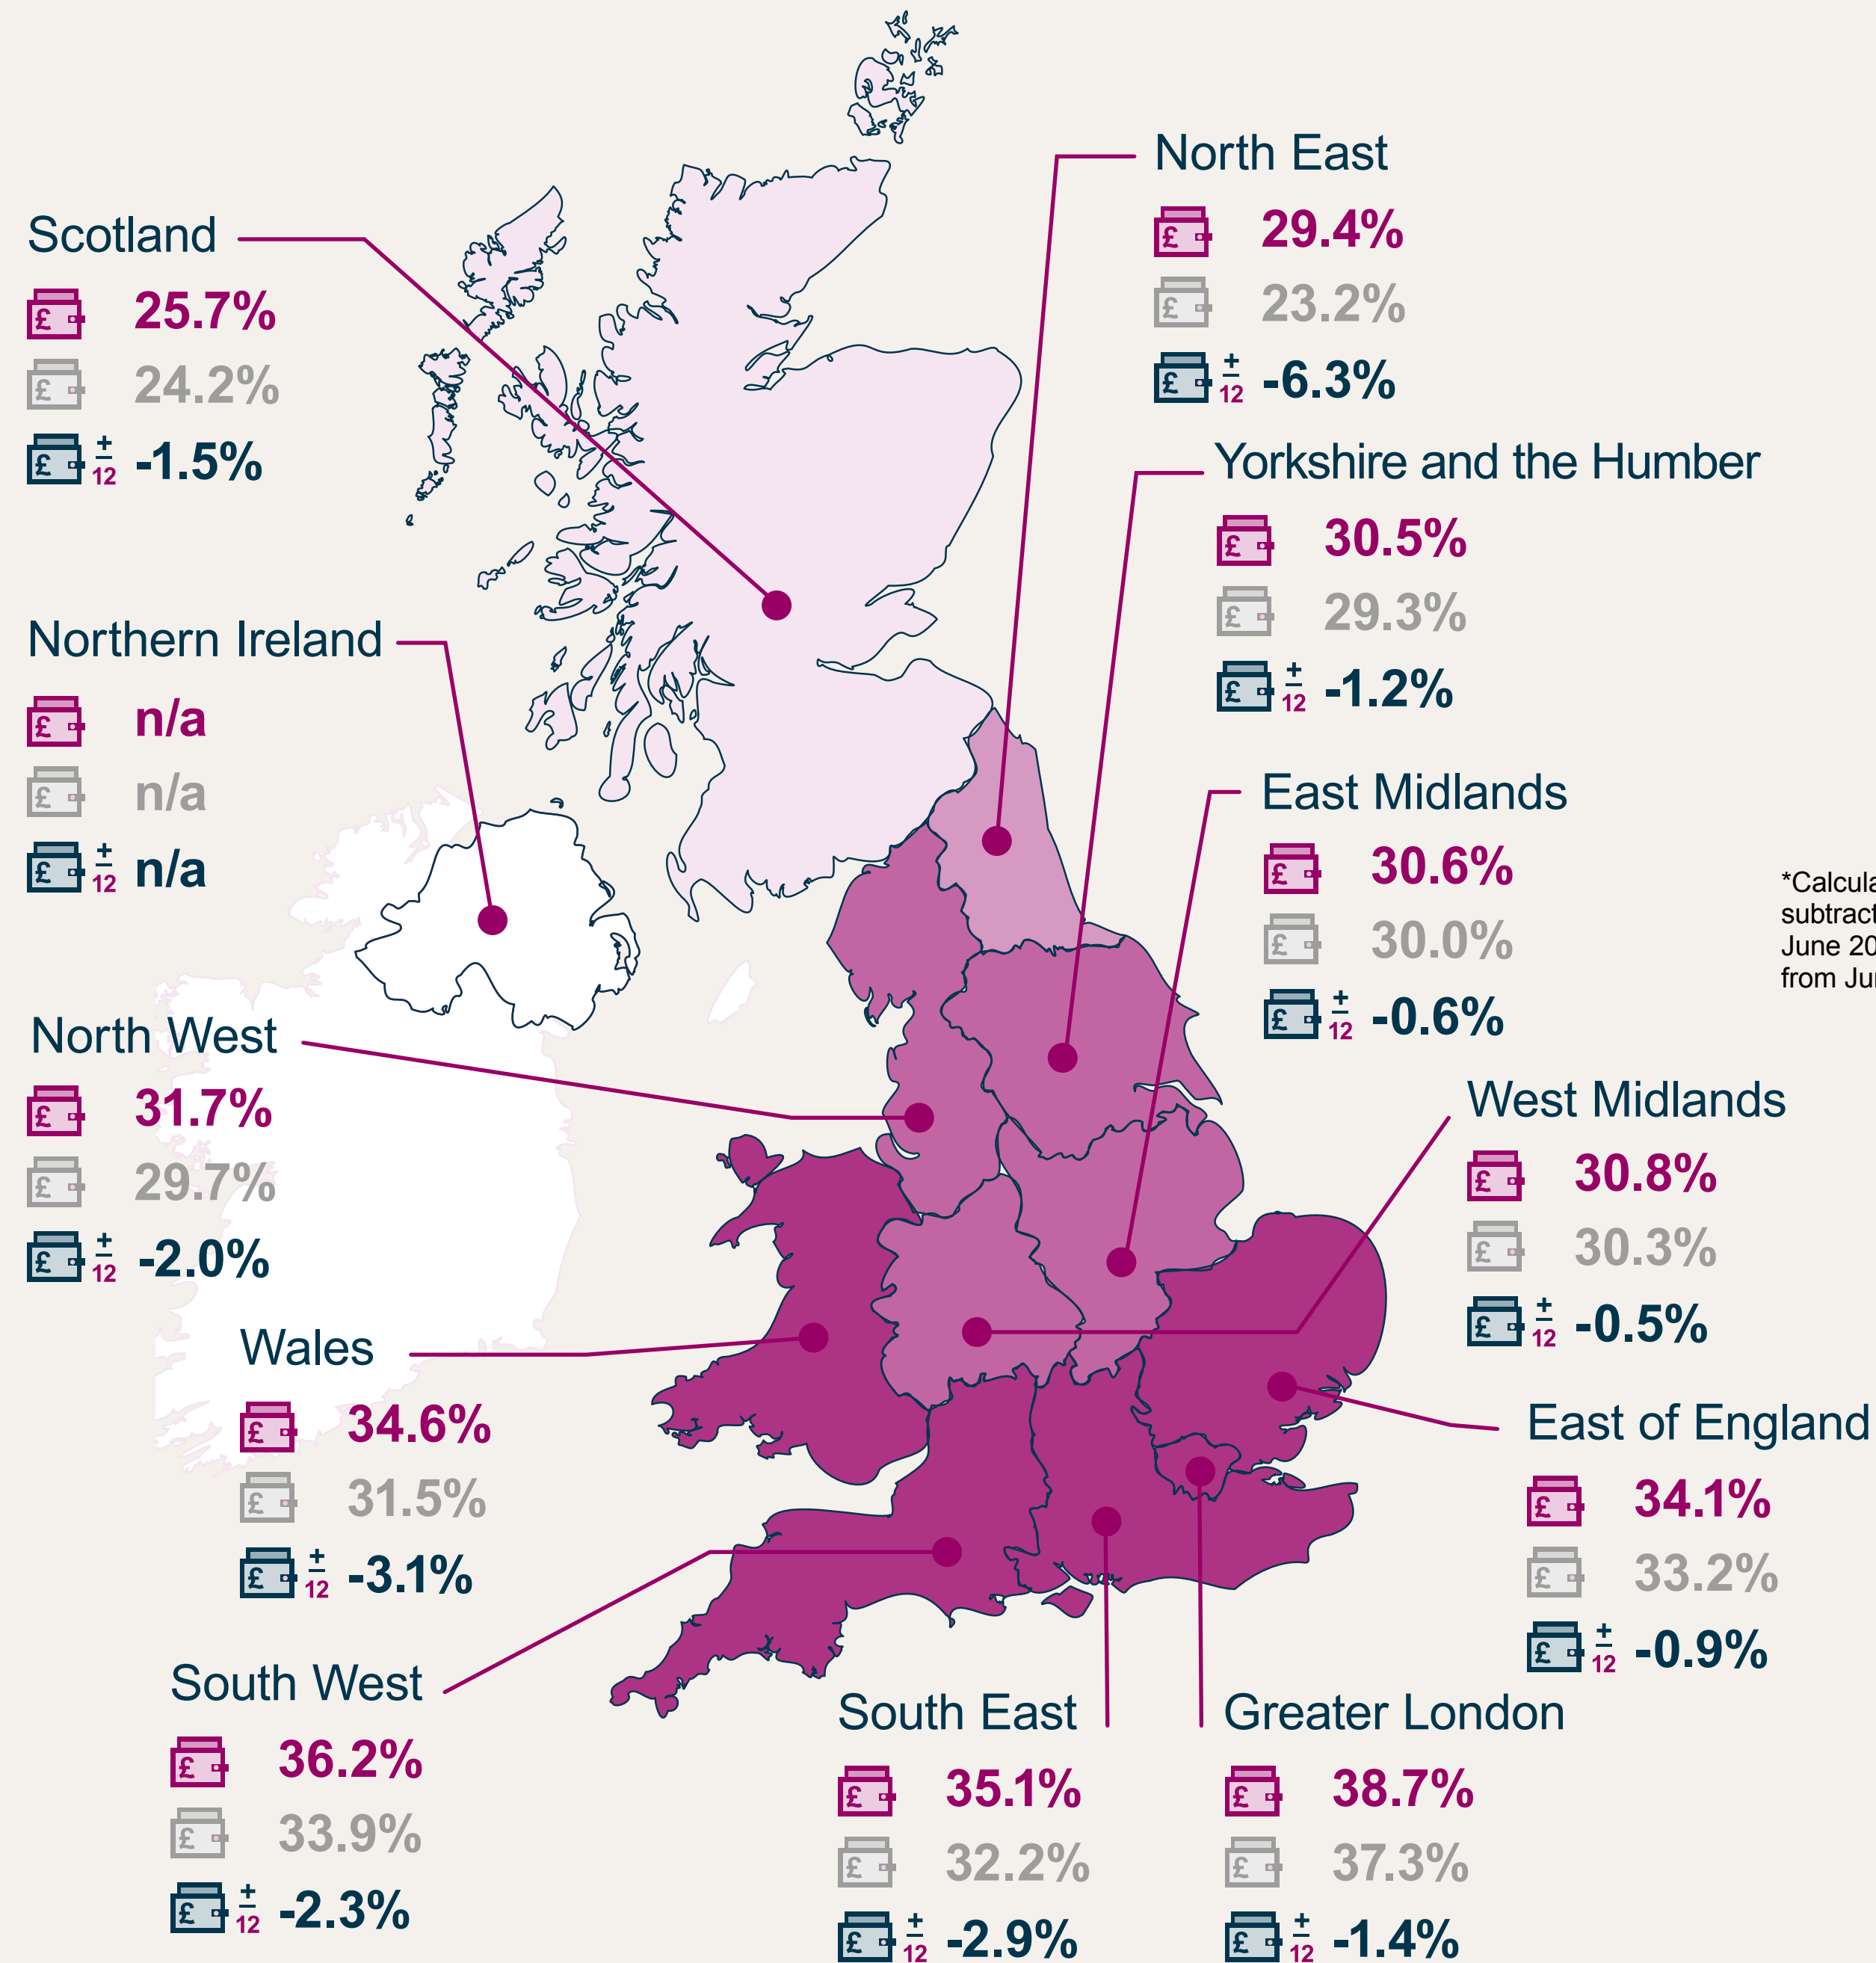 North East
£ 29.4%
£ 23.2%
£ ± 12 -6.3%
Scotland
£ 25.7%
£ 24.2%
£ ± 12 -1.5%
Yorkshire and the Humber
£ 30.5%
£ 29.3%
£ ± 12 -1.2%
Northern Ireland
£ n/a
£ n/a
£ ± 12 n/a
East Midlands
£ 30.6%
£ 30.0%
£ ± 12 -0.6%
*Calcula
subtract
June 20
from Ju
North West
£ 31.7%
£ 29.7%
£ ± 12 -2.0%
West Midlands
£ 30.8%
£ 30.3%
£ ± 12 -0.5%
Wales
£ 34.6%
£ 31.5%
£ ± 12 -3.1%
East of England
£ 34.1%
£ 33.2%
£ ± 12 -0.9%
South West
£ 36.2%
£ 33.9%
£ ± 12 -2.3%
South East
£ 35.1%
£ 32.2%
£ ± 12 -2.9%
Greater London
£ 38.7%
£ 37.3%
£ ± 12 -1.4%